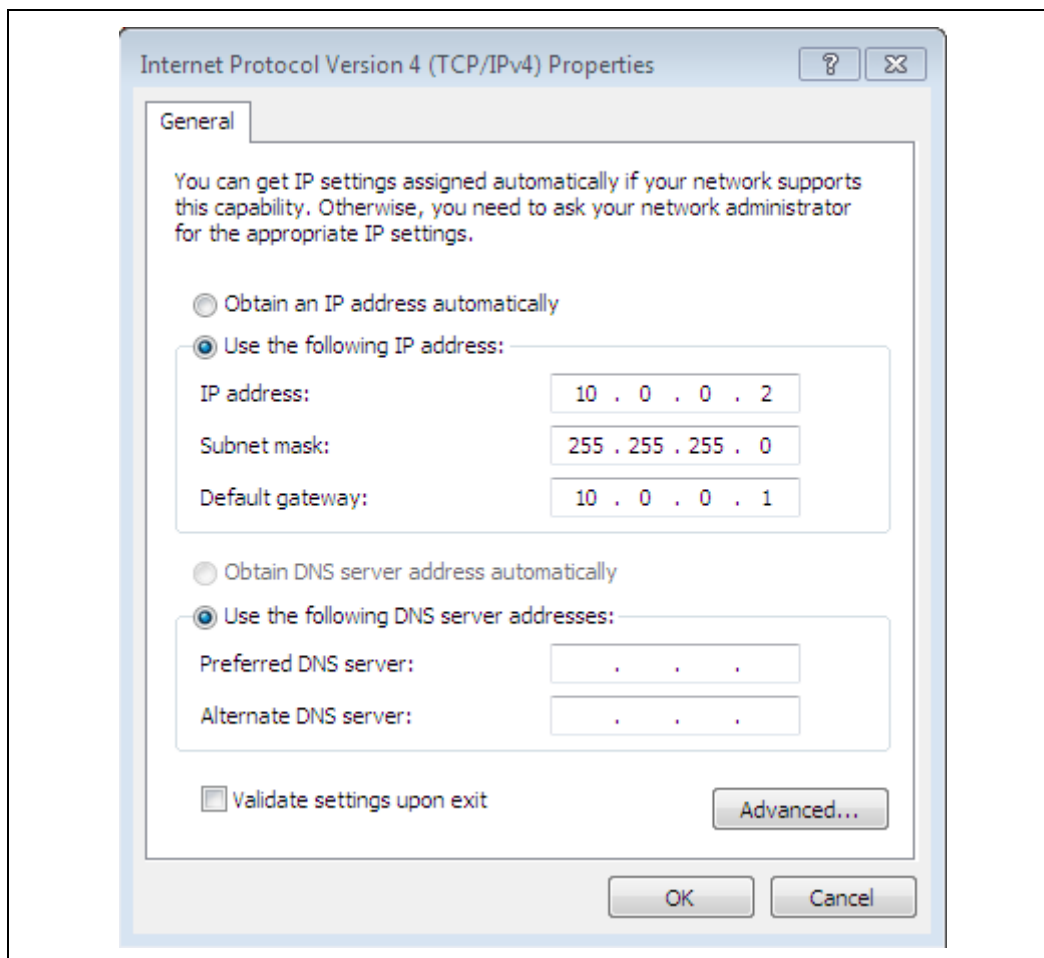 Internet Protocol Version 4 (TCP/IPv4) Properties
General
You can get IP settings assigned automatically if your network supports
this capability. Otherwise, you need to ask your network administrator
for the appropriate IP settings.
Obtain an IP address automatically
Use the following IP address:
IP address: 10 . 0 . 0 . 2
Subnet mask: 255 . 255 . 255 . 0
Default gateway: 10 . 0 . 0 . 1
Obtain DNS server address automatically
Use the following DNS server addresses:
Preferred DNS server: . . .
Alternate DNS server: . . .
Validate settings upon exit
Advanced...
OK Cancel